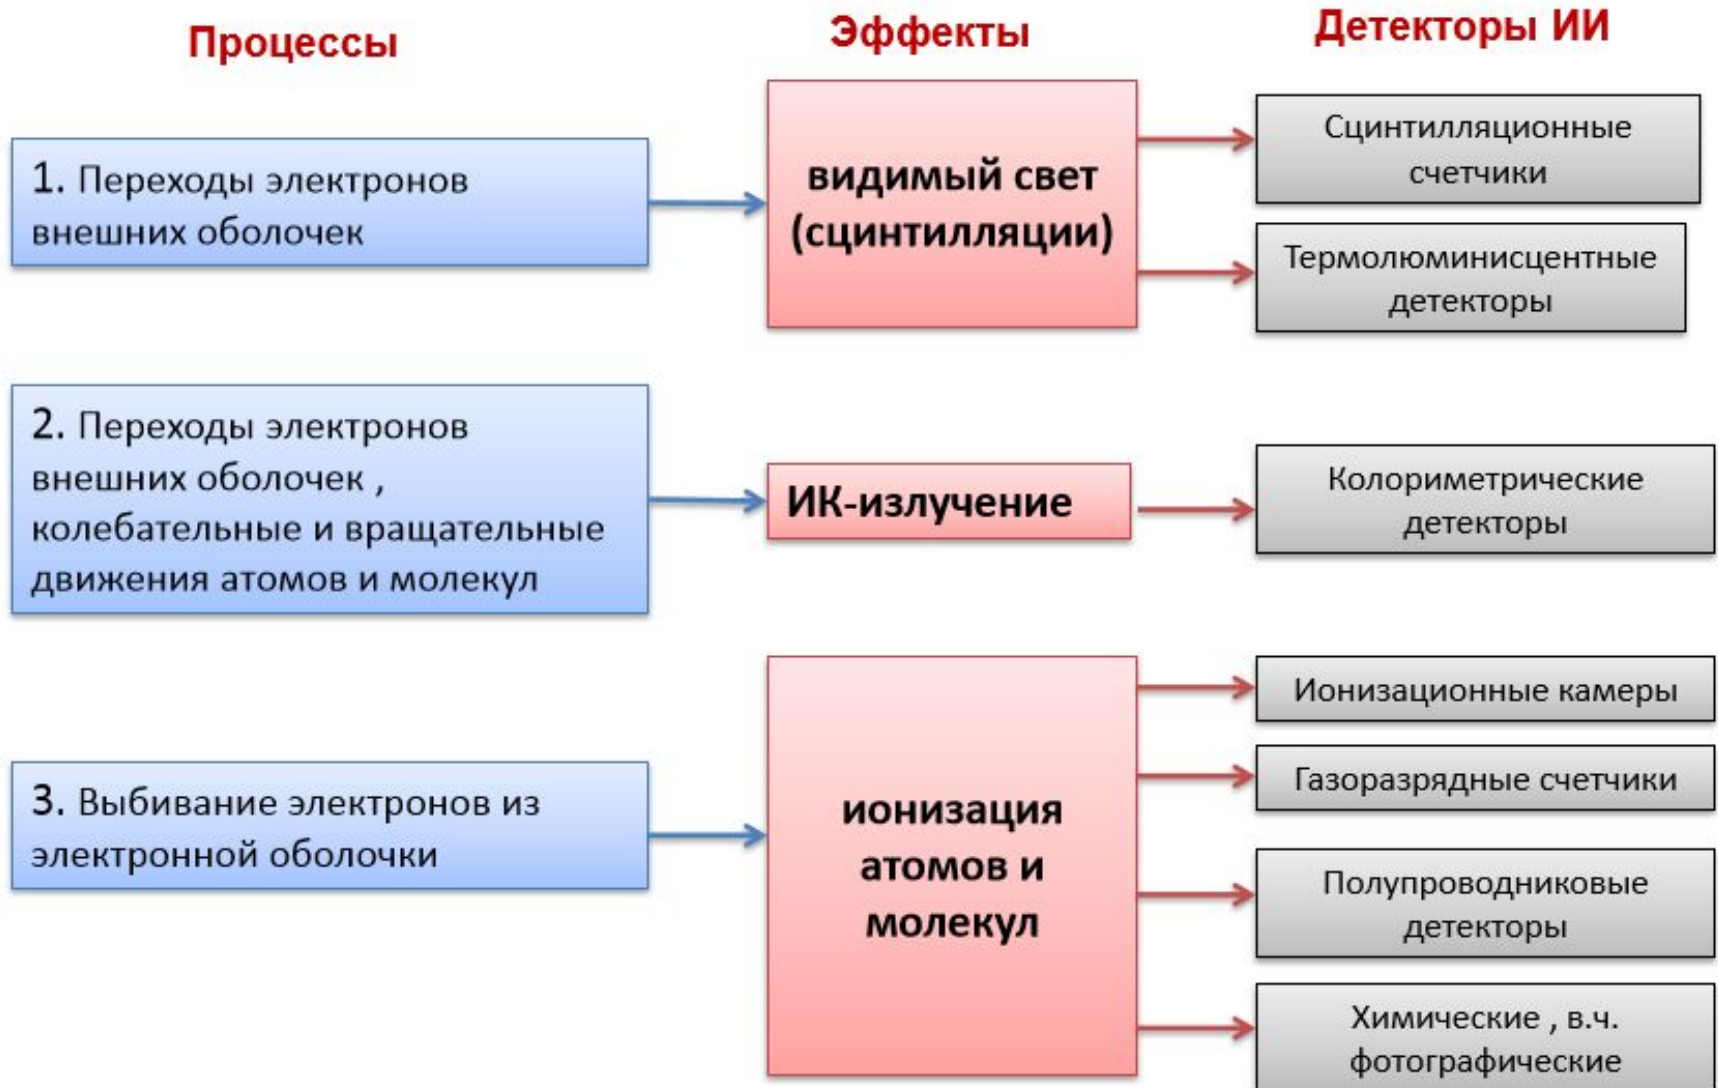 Процессы
Эффекты
Детекторы ИИ
1. Переходы электронов
внешних оболочек
видимый свет
(сцинтилляции)
Сцинтилляционные
счетчики
Термолюминисцентные
детекторы
2. Переходы электронов
внешних оболочек ,
колебательные и вращательные
движения атомов и молекул
ИК-излучение
Колориметрические
детекторы
3. Выбивание электронов из
электронной оболочки
ионизация
атомов и
молекул
Ионизационные камеры
Газоразрядные счетчики
Полупроводниковые
детекторы
Химические , в.ч.
фотографические